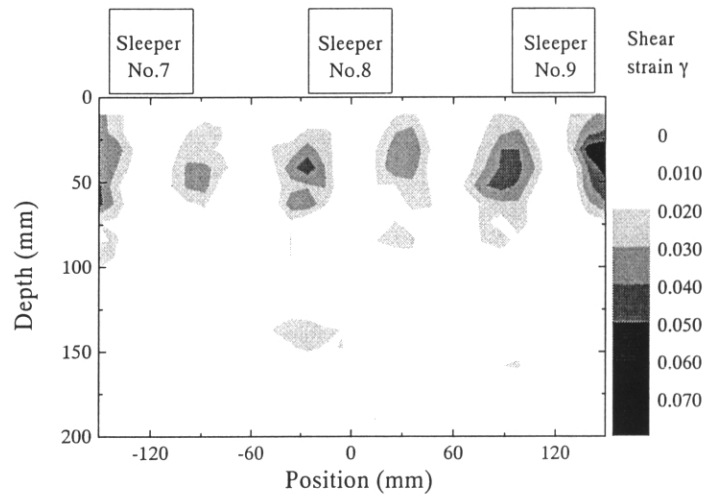 Sleeper
No.7
Sleeper
No.8
Sleeper
No.9
Shear
strain γ
0
50
100
150
200
Depth (mm)
-120
-60
0
60
120
Position (mm)
0
0.010
0.020
0.030
0.040
0.050
0.060
0.070